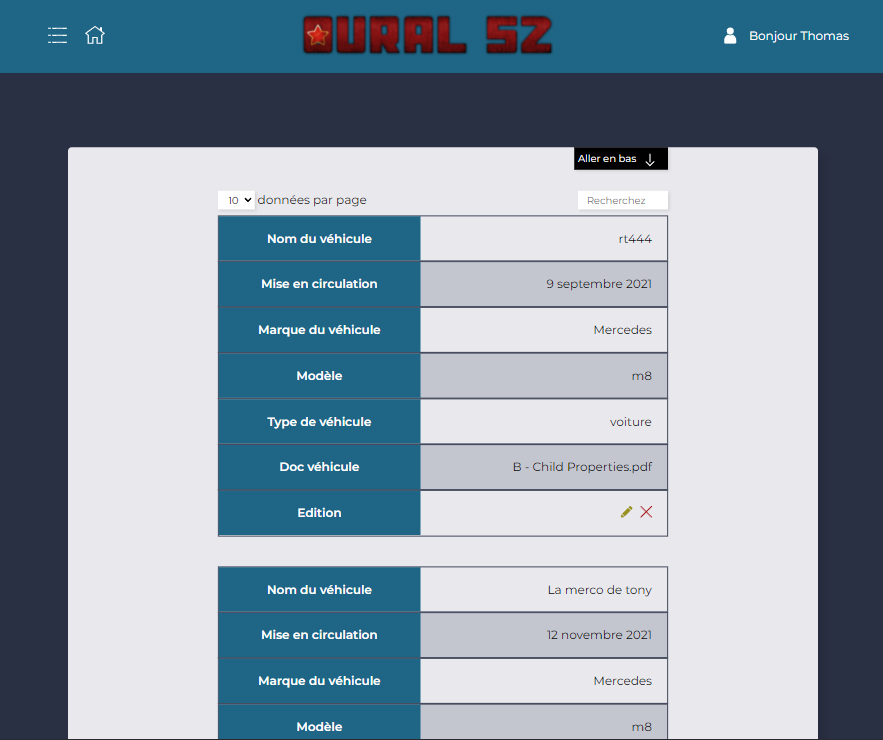 OURAL SZ
Bonjour Thomas
Aller en bas
10 données par page
Recherchez
Nom du véhicule rt444
Mise en circulation 9 septembre 2021
Marque du véhicule Mercedes
Modèle m8
Type de véhicule voiture
Doc véhicule B - Child Properties.pdf
Edition
Nom du véhicule La merco de tony
Mise en circulation 12 novembre 2021
Marque du véhicule Mercedes
Modèle m8